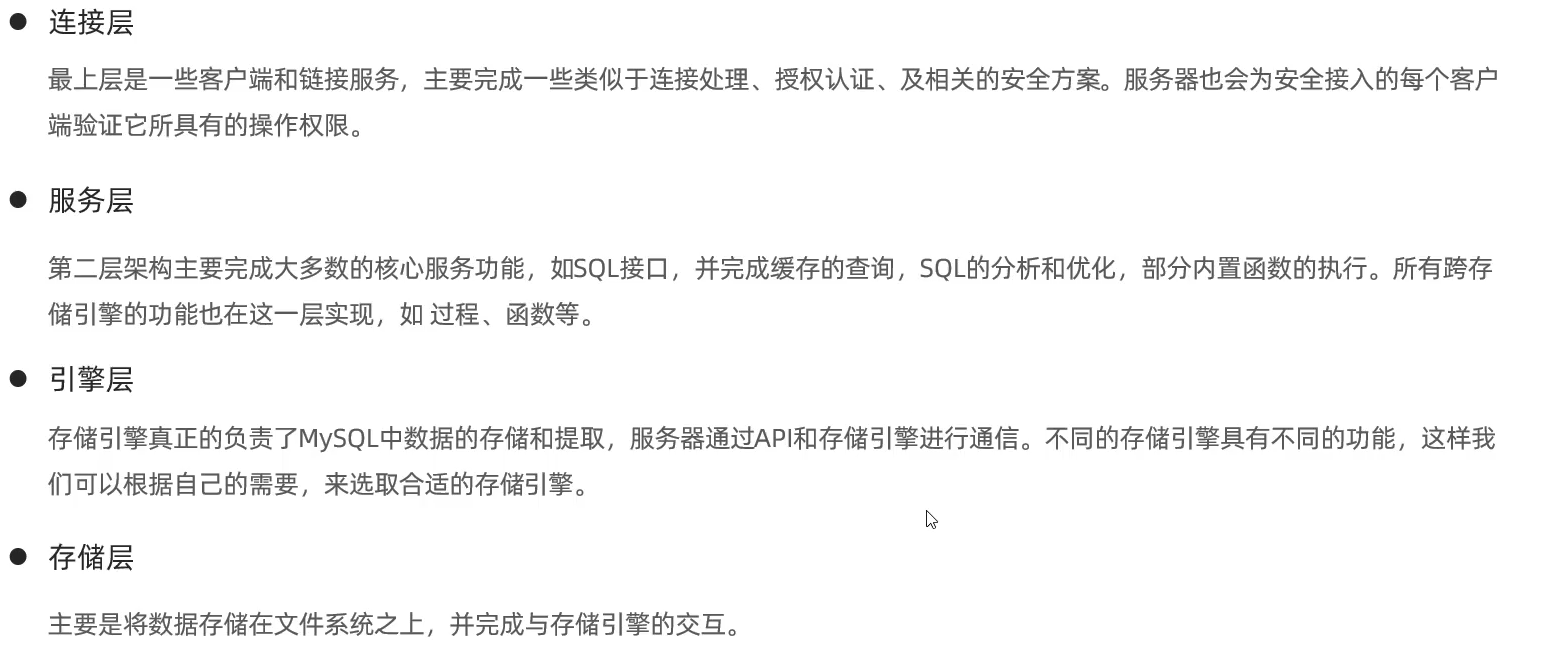 ● 连接层
最上层是一些客户端和链接服务，主要完成一些类似于连接处理、授权认证、及相关的安全方案。服务器也会为安全接入的每个客户
端验证它所具有的操作权限。
● 服务层
第二层架构主要完成大多数的核心服务功能，如SQL接口，并完成缓存的查询，SQL的分析和优化，部分内置函数的执行。所有跨存
储引擎的功能也在这一层实现，如 过程、函数等。
● 引擎层
存储引擎真正的负责了MySQL中数据的存储和提取，服务器通过API和存储引擎进行通信。不同的存储引擎具有不同的功能，这样我
们可以根据自己的需要，来选取合适的存储引擎。
● 存储层
主要是将数据存储在文件系统之上，并完成与存储引擎的交互。